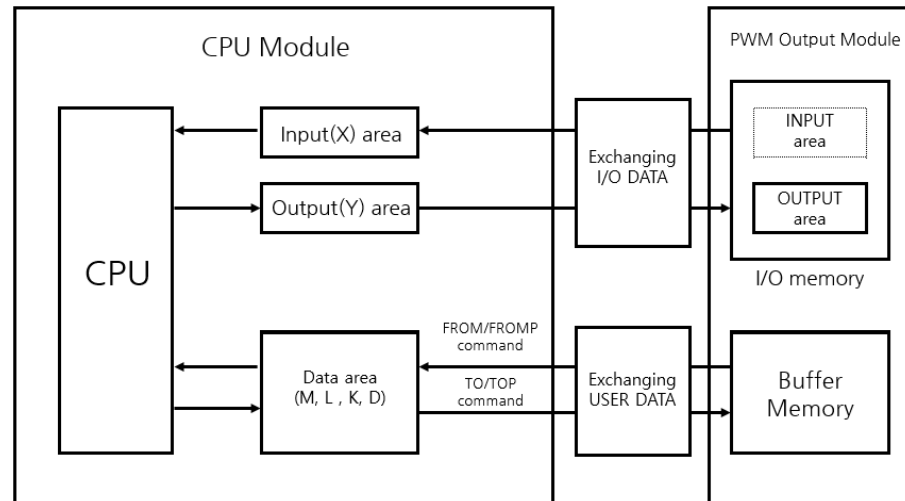 CPU Module
PWM Output Module
CPU
Input(X) area
Output(Y) area
Exchanging
I/O DATA
INPUT
area
OUTPUT
area
I/O memory
FROM/FROMP
command
Data area
(M, L , K, D)
TO/TOP
command
Exchanging
USER DATA
Buffer
Memory